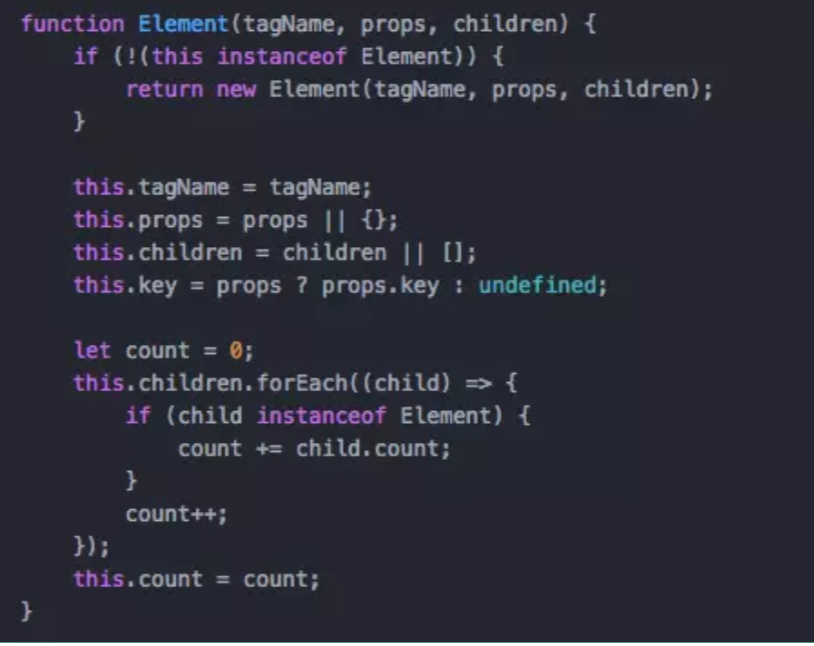 function Element(tagName, props, children) {
    if (!(this instanceof Element)) {
        return new Element(tagName, props, children);
    }

    this.tagName = tagName;
    this.props = props || {};
    this.children = children || [];
    this.key = props ? props.key : undefined;

    let count = 0;
    this.children.forEach((child) => {
        if (child instanceof Element) {
            count += child.count;
        }
        count++;
    });
    this.count = count;
}